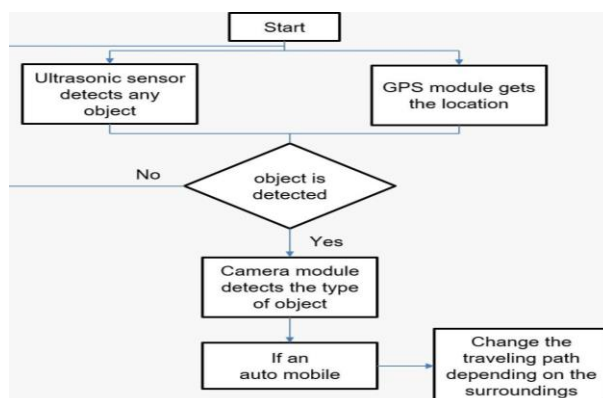 Start
Ultrasonic sensor
detects any
object
GPS module gets
the location
No
object is
detected
Yes
Camera module
detects the type
of object
If an
auto mobile
Change the
traveling path
depending on the
surroundings